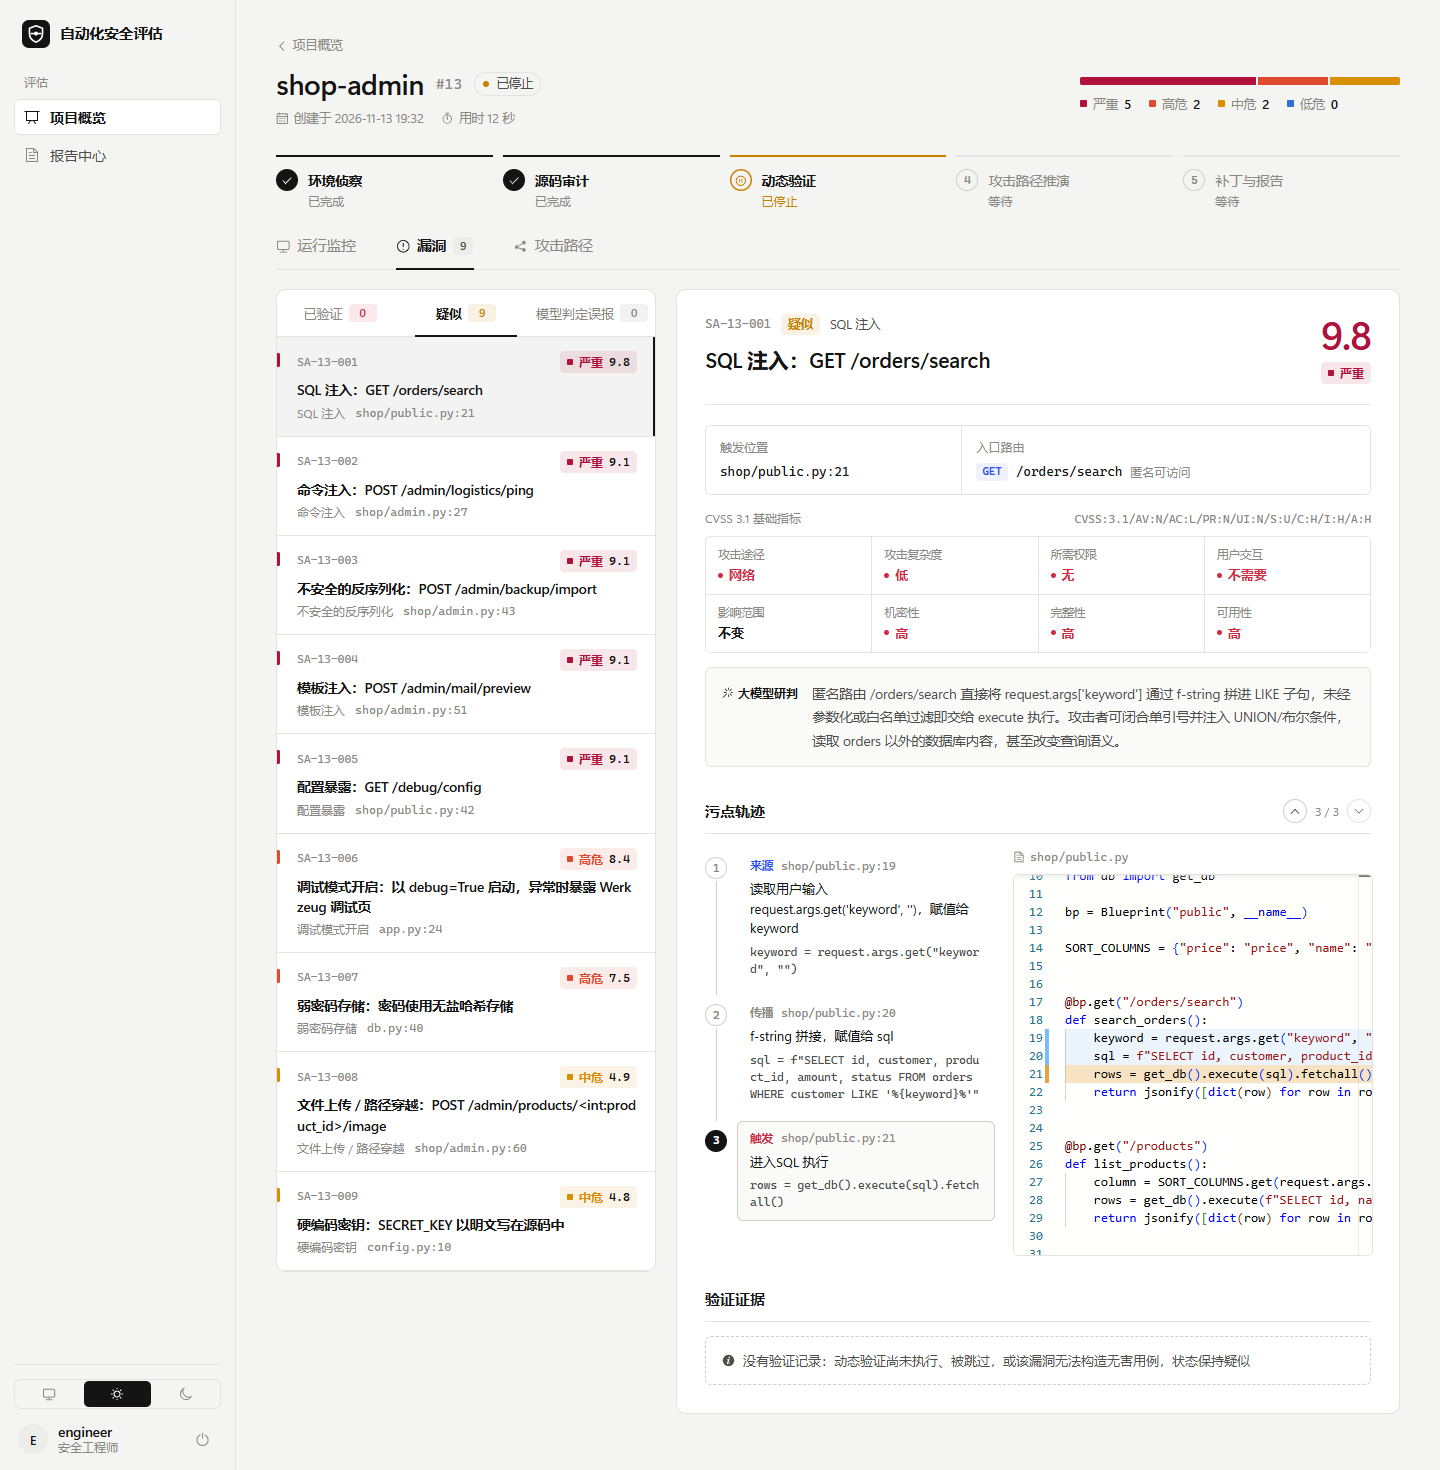 自动化安全评估
评估
项目概览
报告中心
项目概览
shop-admin #13 已停止
创建于 2026-11-13 19:32 用时 12 秒
严重 5 高危 2 中危 2 低危 0
环境侦察
已完成
源码审计
已完成
动态验证
已停止
4 攻击路径推演
等待
5 补丁与报告
等待
运行监控
漏洞 9
攻击路径
已验证 0
疑似 9
模型判定误报 0
SA-13-001 严重 9.8
SQL 注入：GET /orders/search
SQL 注入 shop/public.py:21
SA-13-002 严重 9.1
命令注入：POST /admin/logistics/ping
命令注入 shop/admin.py:27
SA-13-003 严重 9.1
不安全的反序列化：POST /admin/backup/import
不安全的反序列化 shop/admin.py:43
SA-13-004 严重 9.1
模板注入：POST /admin/mail/preview
模板注入 shop/admin.py:51
SA-13-005 严重 9.1
配置暴露：GET /debug/config
配置暴露 shop/public.py:42
SA-13-006 高危 8.4
调试模式开启：以 debug=True 启动，异常时暴露 Werk
zeug 调试页
调试模式开启 app.py:24
SA-13-007 高危 7.5
弱密码存储：密码使用无盐哈希存储
弱密码存储 db.py:40
SA-13-008 中危 4.9
文件上传 / 路径穿越：POST /admin/products/<int:prod
uct_id>/image
文件上传 / 路径穿越 shop/admin.py:60
SA-13-009 中危 4.8
硬编码密钥：SECRET_KEY 以明文写在源码中
硬编码密钥 config.py:10
SA-13-001 疑似 SQL 注入
SQL 注入：GET /orders/search
9.8
严重
触发位置
shop/public.py:21
入口路由
GET /orders/search 匿名可访问
CVSS 3.1 基础指标 CVSS:3.1/AV:N/AC:L/PR:N/UI:N/S:U/C:H/I:H/A:H
攻击途径
网络
攻击复杂度
低
所需权限
无
用户交互
不需要
影响范围
不变
机密性
高
完整性
高
可用性
高
大模型研判
匿名路由 /orders/search 直接将 request.args['keyword'] 通过 f-string 拼进 LIKE 子句，未经
参数化或白名单过滤即交给 execute 执行。攻击者可闭合单引号并注入 UNION/布尔条件，
读取 orders 以外的数据库内容，甚至改变查询语义。
污点轨迹 3 / 3
1 来源 shop/public.py:19
读取用户输入
request.args.get('keyword', '')，赋值给
keyword
keyword = request.args.get("keywor
d", "")
2 传播 shop/public.py:20
f-string 拼接，赋值给 sql
sql = f"SELECT id, customer, produ
ct_id, amount, status FROM orders
WHERE customer LIKE '%{keyword}%'"
3 触发 shop/public.py:21
进入SQL 执行
rows = get_db().execute(sql).fetch
all()
shop/public.py
10 from db import get_db
11
12 bp = Blueprint("public", __name__)
13
14 SORT_COLUMNS = {"price": "price", "name": "
15
16
17 @bp.get("/orders/search")
18 def search_orders():
19 keyword = request.args.get("keyword", "
20 sql = f"SELECT id, customer, product_id
21 rows = get_db().execute(sql).fetchall()
22 return jsonify([dict(row) for row in ro
23
24
25 @bp.get("/products")
26 def list_products():
27 column = SORT_COLUMNS.get(request.args.
28 rows = get_db().execute(f"SELECT id, na
29 return jsonify([dict(row) for row in ro
30
31
验证证据
没有验证记录：动态验证尚未执行、被跳过，或该漏洞无法构造无害用例，状态保持疑似
E
engineer
安全工程师